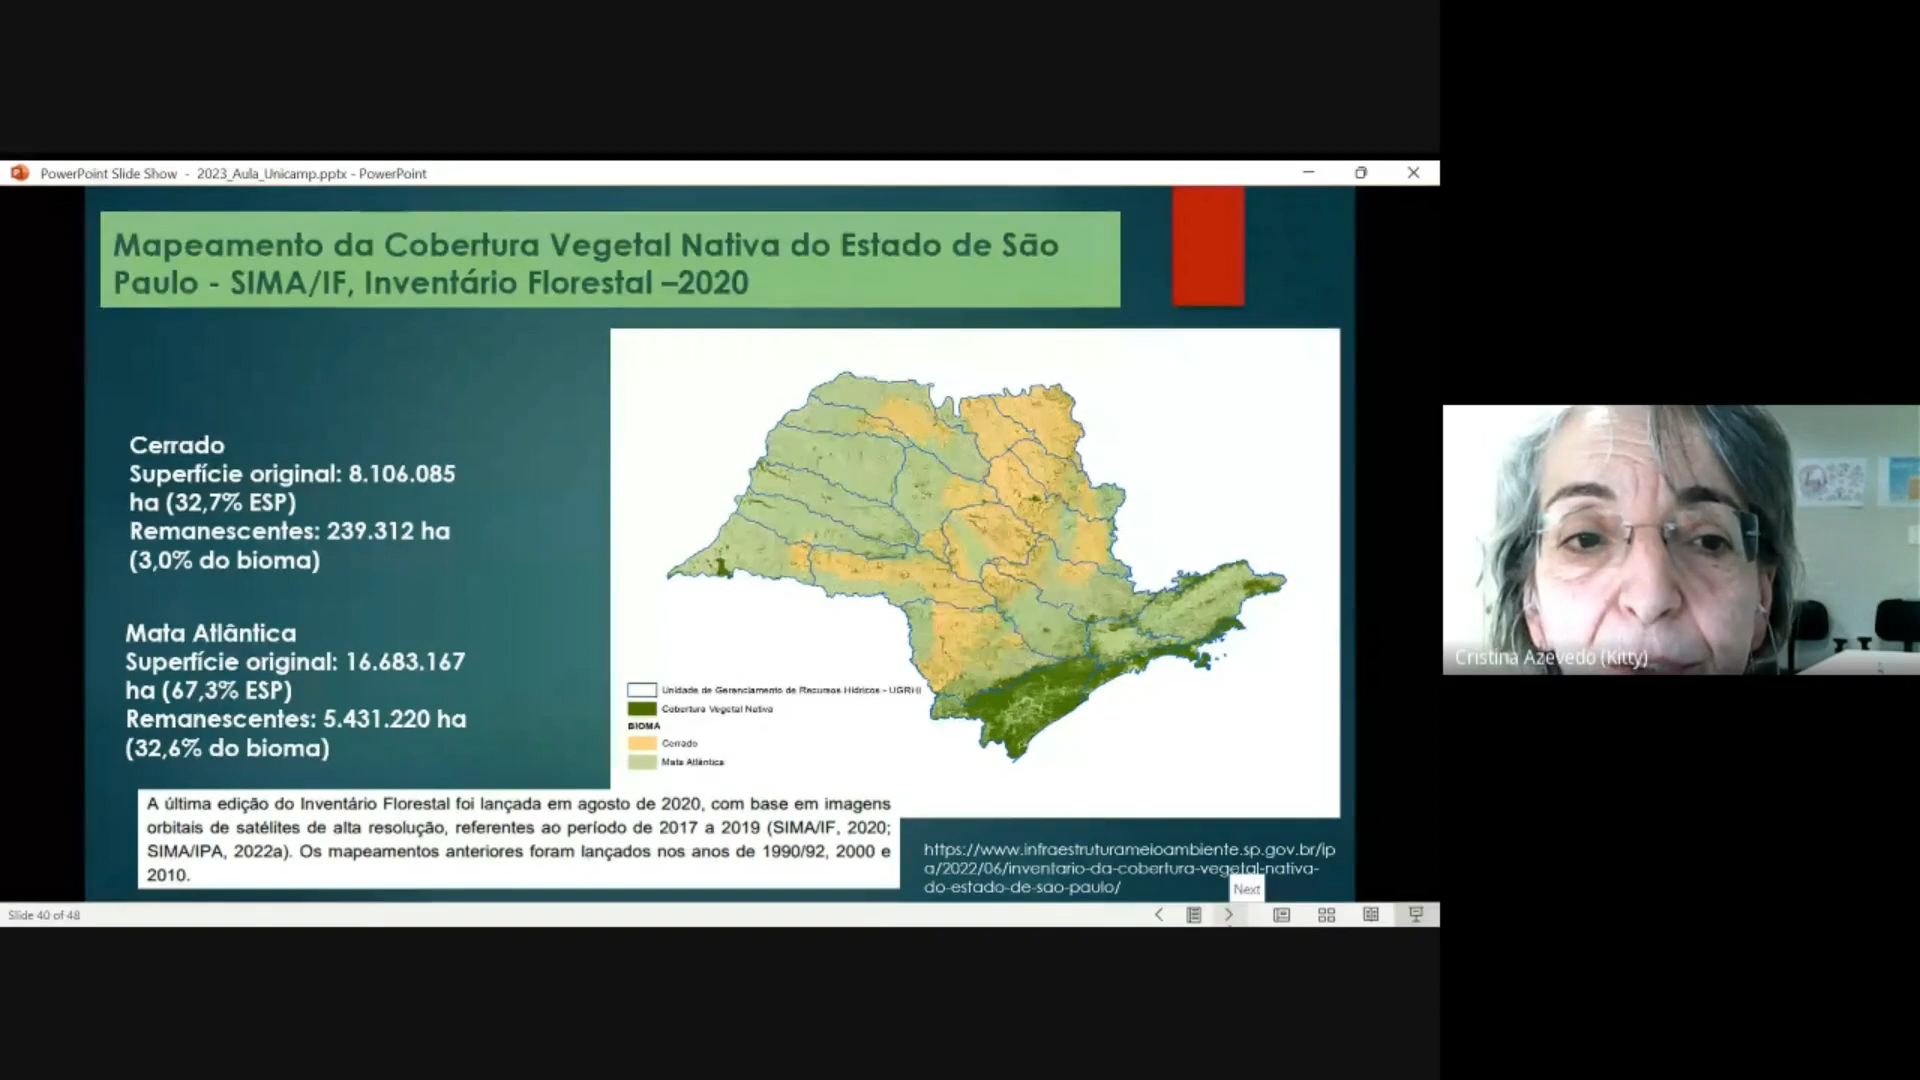 PowerPoint Slide Show - 2023_Aula_Unicamp.pptx - PowerPoint
Mapeamento da Cobertura Vegetal Nativa do Estado de São
Paulo - SIMA/IF, Inventário Florestal –2020
Cerrado
Superfície original: 8.106.085
ha (32,7% ESP)
Remanescentes: 239.312 ha
(3,0% do bioma)
Mata Atlântica
Superfície original: 16.683.167
ha (67,3% ESP)
Remanescentes: 5.431.220 ha
(32,6% do bioma)
Unidade de Gerenciamento de Recursos Hídricos - UGRHI
Cobertura Vegetal Nativa
BIOMA
Cerrado
Mata Atlântica
A última edição do Inventário Florestal foi lançada em agosto de 2020, com base em imagens
orbitais de satélites de alta resolução, referentes ao período de 2017 a 2019 (SIMA/IF, 2020;
SIMA/IPA, 2022a). Os mapeamentos anteriores foram lançados nos anos de 1990/92, 2000 e
2010.
https://www.infraestruturameioambiente.sp.gov.br/ip
a/2022/06/inventario-da-cobertura-vegetal-nativa-
do-estado-de-sao-paulo/
Next
Slide 40 of 48
Cristina Azevedo (Kitty)